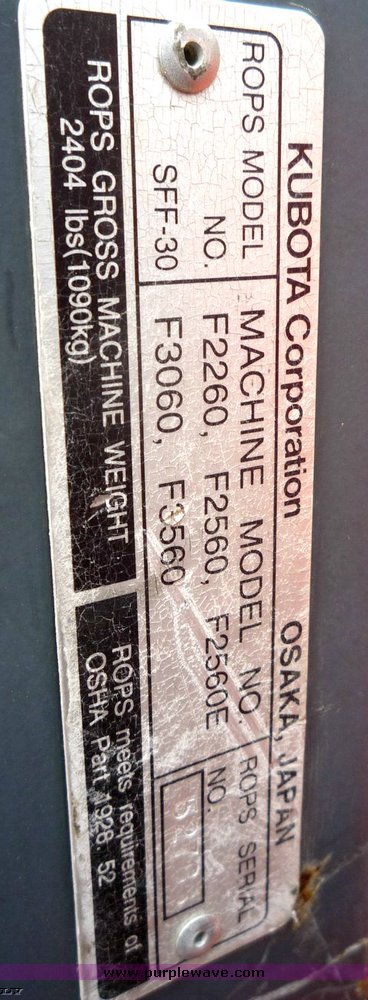 KUBOTA Corporation OSAKA, JAPAN
ROPS MODEL NO.
SFF-30
MACHINE MODEL NO.
F2260, F2560, F2560E
F3060, F3560
ROPS SERIAL NO.
ROPS GROSS MACHINE WEIGHT
2404 lbs(1090kg)
ROPS meets requirements of
OSHA Part 1928. 52
www.purplewave.com